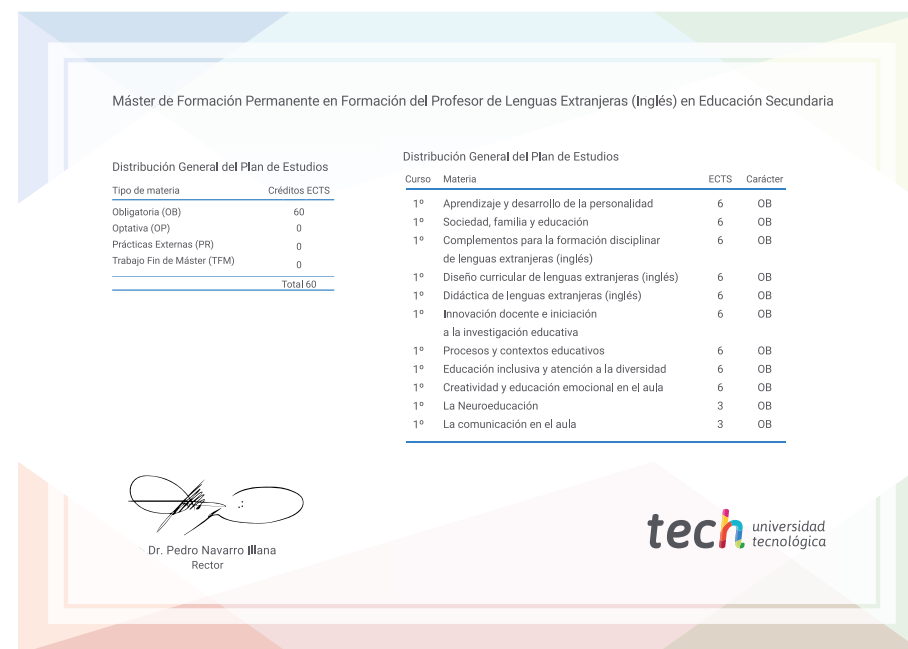 Máster de Formación Permanente en Formación del Profesor de Lenguas Extranjeras (Inglés) en Educación Secundaria
Distribución General del Plan de Estudios
Tipo de materia Créditos ECTS
Obligatoria (OB) 60
Optativa (OP) 0
Prácticas Externas (PR) 0
Trabajo Fin de Máster (TFM) 0
Total 60
Distribución General del Plan de Estudios
Curso Materia ECTS Carácter
1º Aprendizaje y desarrollo de la personalidad 6 OB
1º Sociedad, familia y educación 6 OB
1º Complementos para la formación disciplinar 6 OB
de lenguas extranjeras (inglés)
1º Diseño curricular de lenguas extranjeras (inglés) 6 OB
1º Didáctica de lenguas extranjeras (inglés) 6 OB
1º Innovación docente e iniciación 6 OB
a la investigación educativa
1º Procesos y contextos educativos 6 OB
1º Educación inclusiva y atención a la diversidad 6 OB
1º Creatividad y educación emocional en el aula 6 OB
1º La Neuroeducación 3 OB
1º La comunicación en el aula 3 OB
Dr. Pedro Navarro Illana
Rector
tech universidad
tecnológica